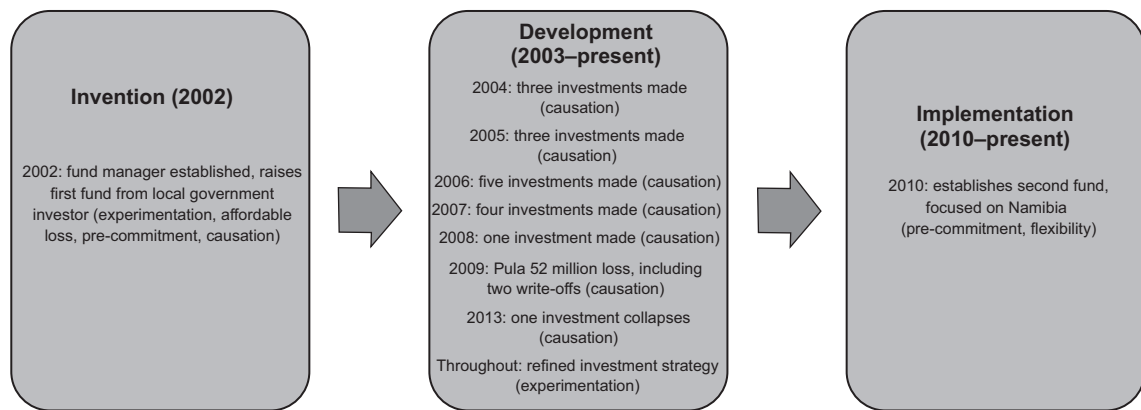 Invention (2002)
2002: fund manager established, raises
first fund from local government
investor (experimentation, affordable
loss, pre-commitment, causation)
Development
(2003–present)
2004: three investments made
(causation)
2005: three investments made
(causation)
2006: five investments made (causation)
2007: four investments made (causation)
2008: one investment made (causation)
2009: Pula 52 million loss, including
two write-offs (causation)
2013: one investment collapses
(causation)
Throughout: refined investment strategy
(experimentation)
Implementation
(2010–present)
2010: establishes second fund,
focused on Namibia
(pre-commitment, flexibility)